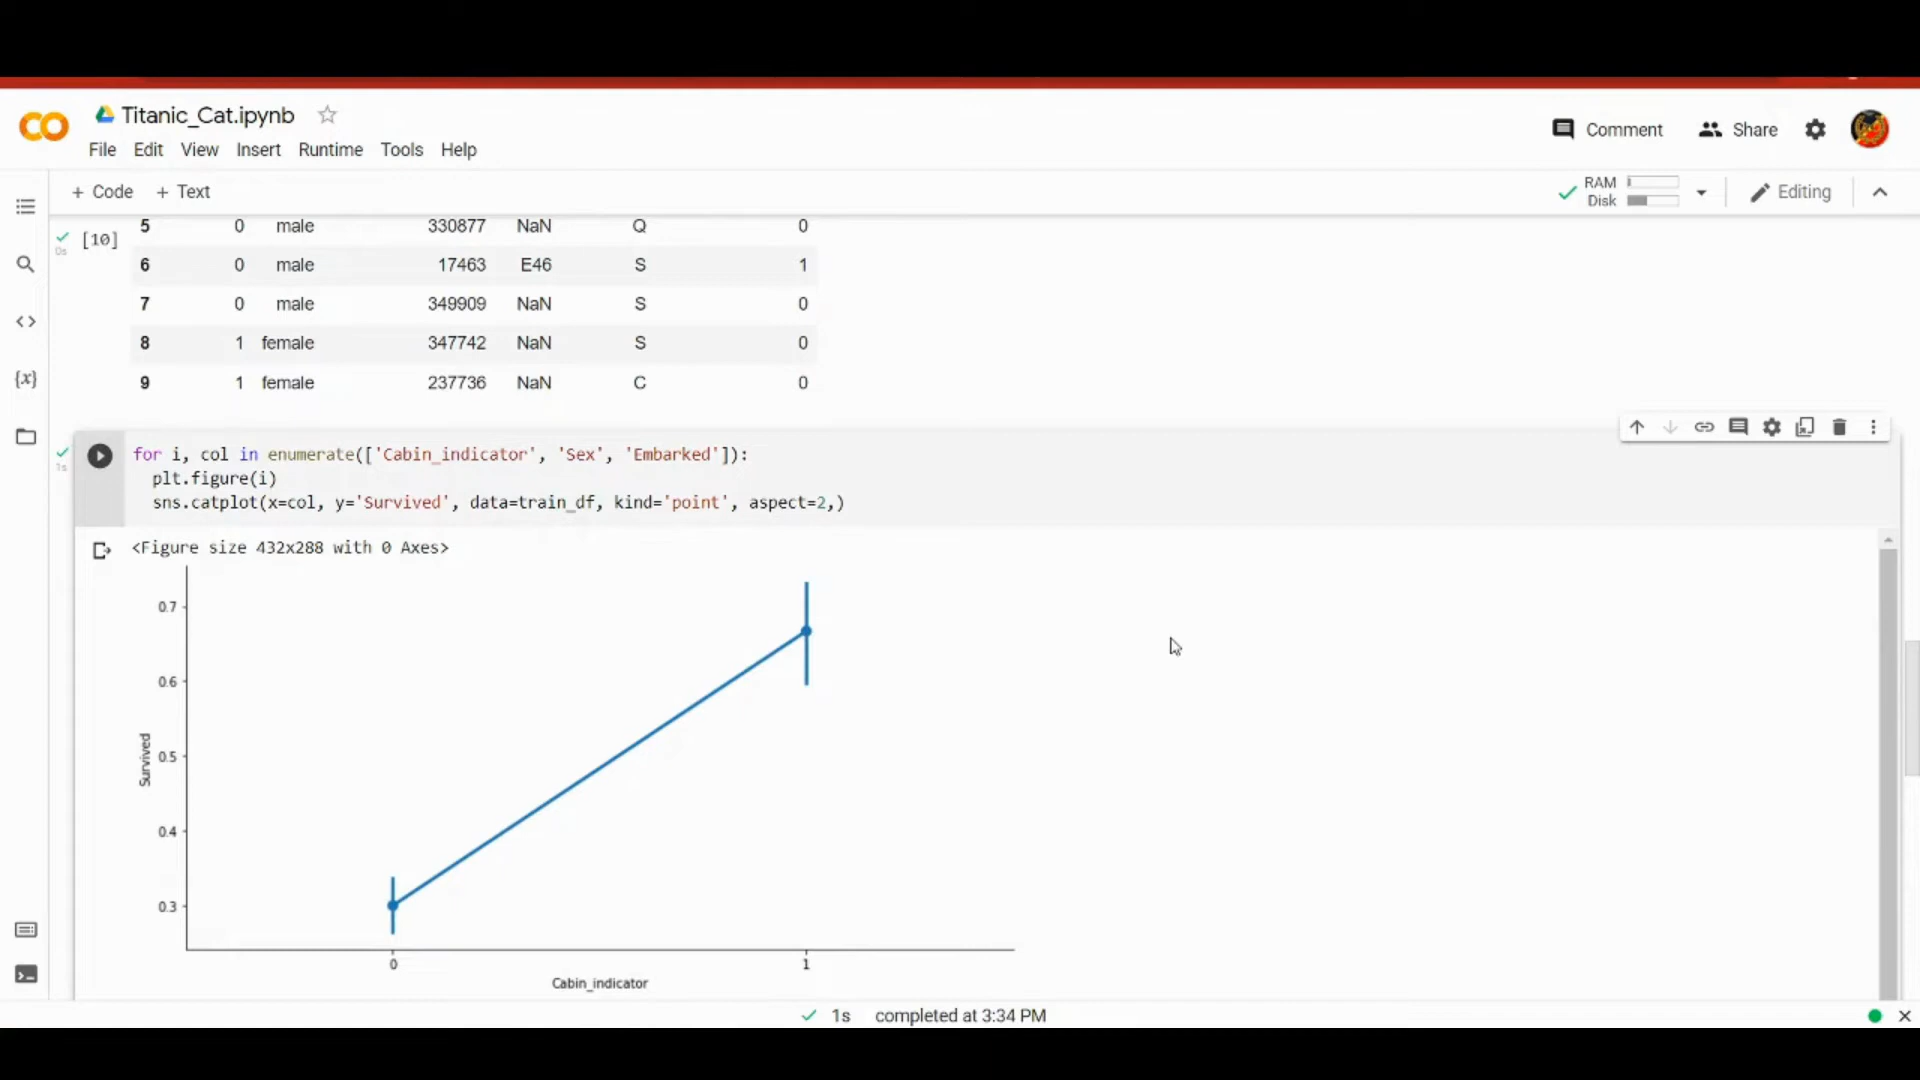 Titanic_Cat.ipynb
File Edit View Insert Runtime Tools Help
Comment Share
+ Code + Text
RAM
Disk
Editing
[10]
0s
5 0 male 330877 NaN Q 0
6 0 male 17463 E46 S 1
7 0 male 349909 NaN S 0
8 1 female 347742 NaN S 0
9 1 female 237736 NaN C 0
1s
for i, col in enumerate(['Cabin_indicator', 'Sex', 'Embarked']):
plt.figure(i)
sns.catplot(x=col, y='Survived', data=train_df, kind='point', aspect=2,)
<Figure size 432x288 with 0 Axes>
0.7
0.6
0.5
0.4
0.3
Survived
0 1
Cabin_indicator
1s completed at 3:34 PM